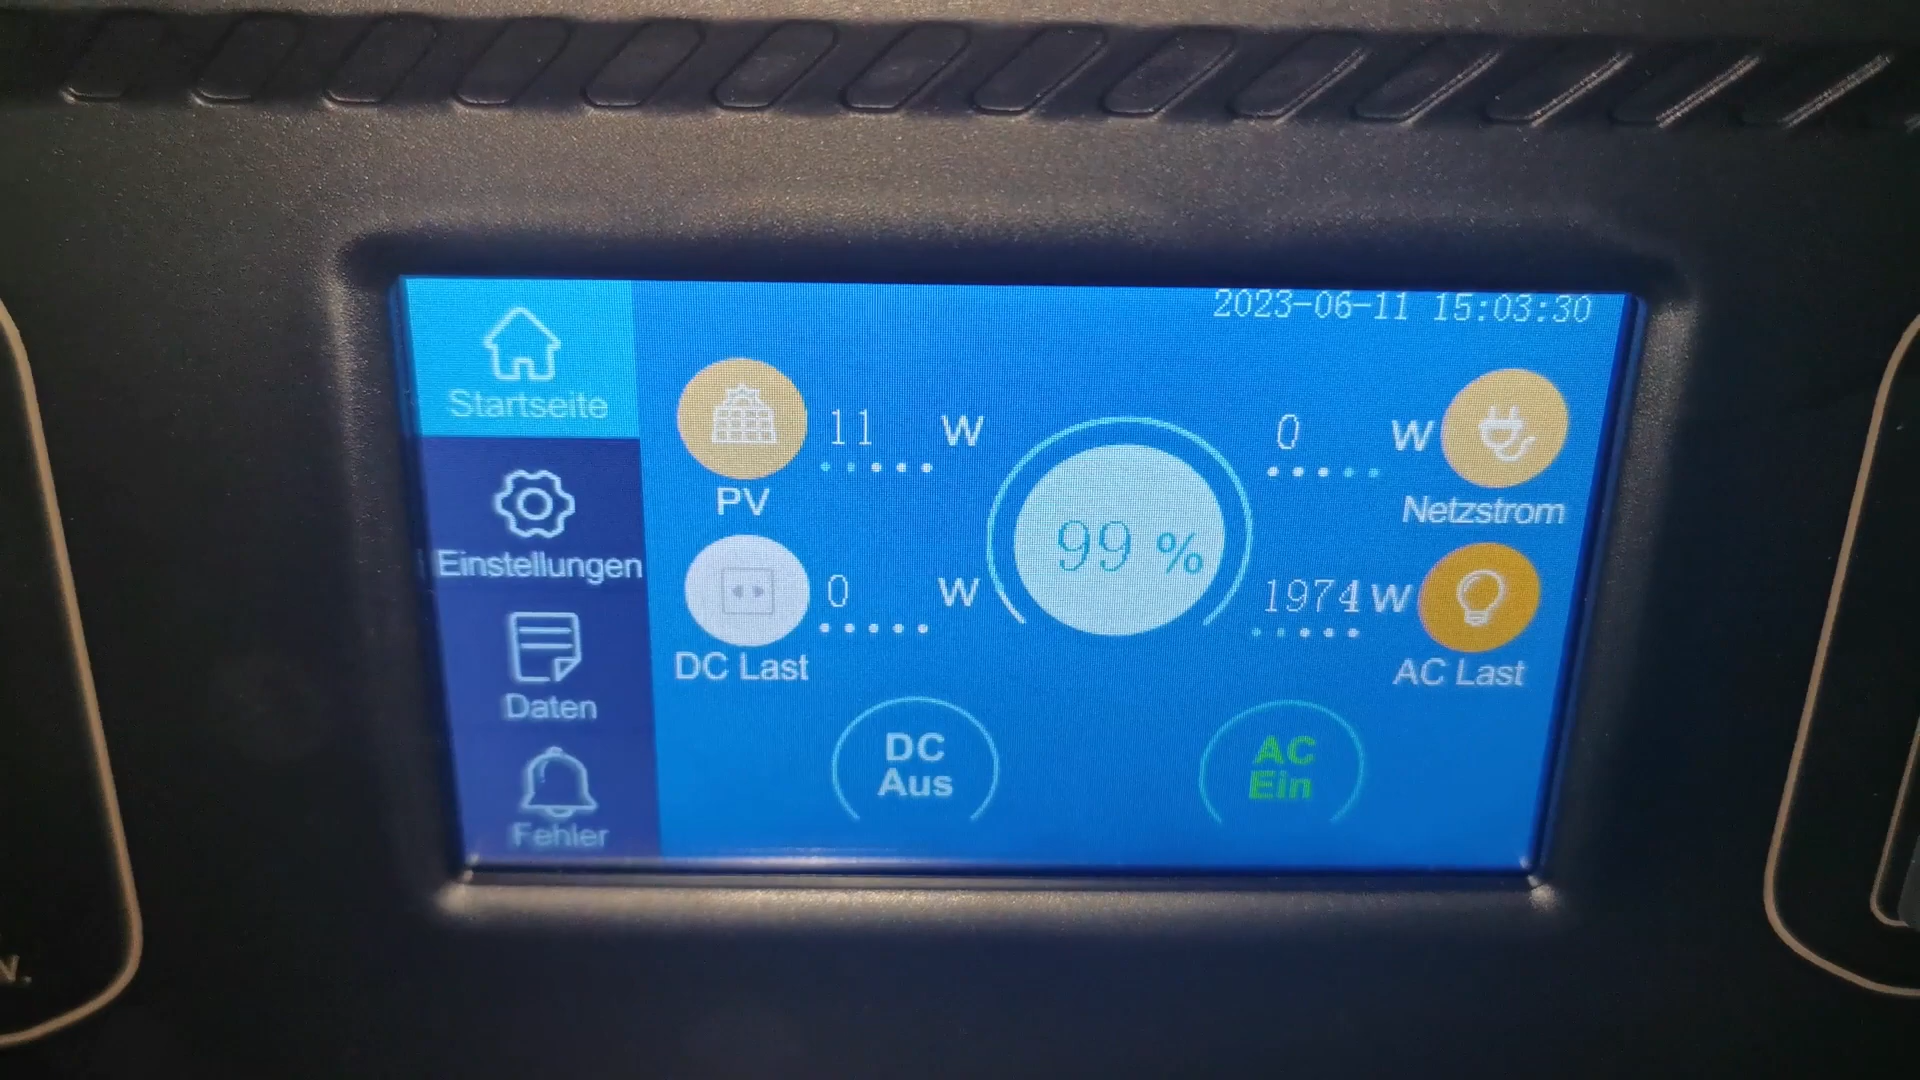 2023-06-11 15:03:30
Startseite
Einstellungen
Daten
Fehler
11 W
PV
0 W
DC Last
99 %
0 W
Netzstrom
1974 W
AC Last
DC
Aus
AC
Ein